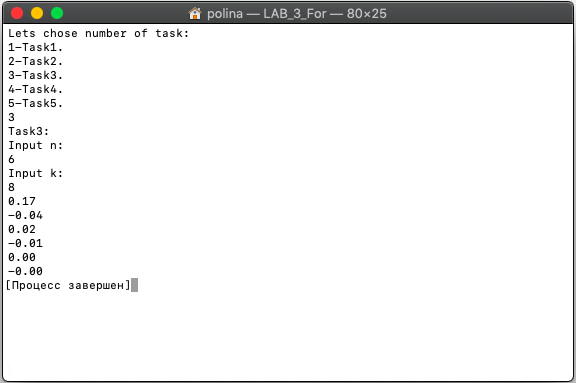 polina — LAB_3_For — 80×25
Lets chose number of task:
1-Task1.
2-Task2.
3-Task3.
4-Task4.
5-Task5.
3
Task3:
Input n:
6
Input k:
8
0.17
-0.04
0.02
-0.01
0.00
-0.00
[Процесс завершен]